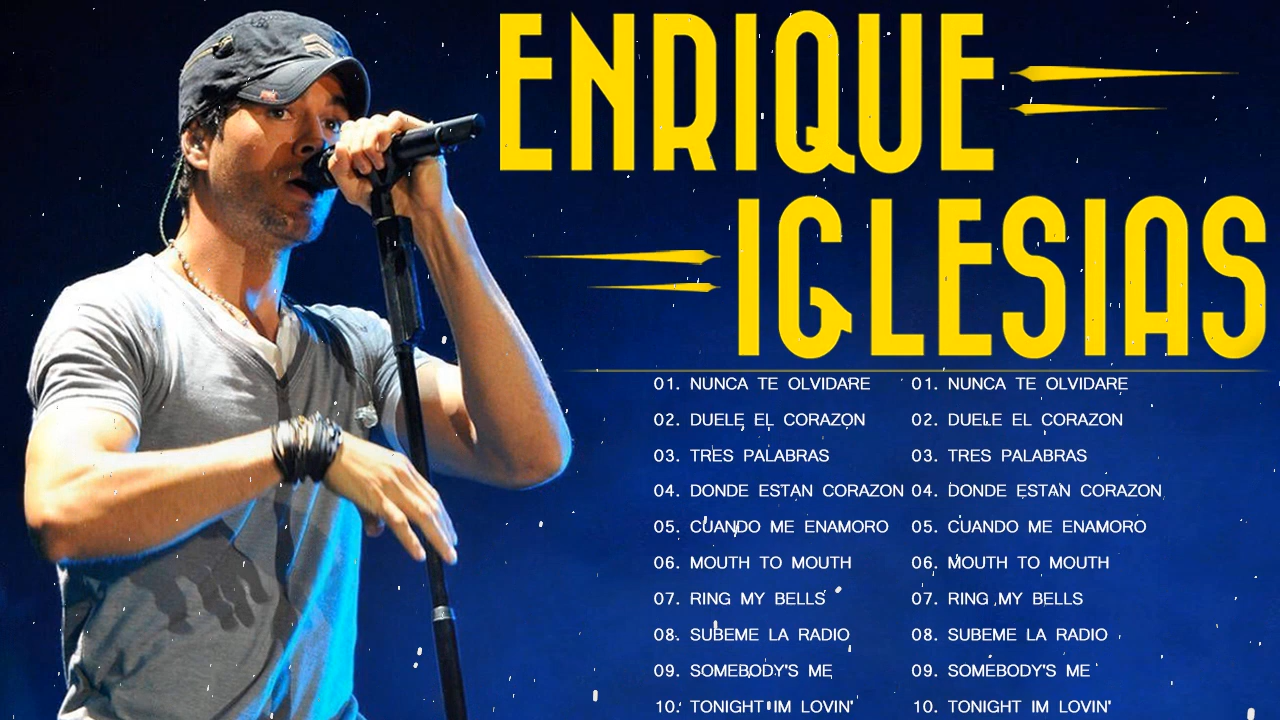 ENRIQUE
IGLESIAS
01. NUNCA TE OLVIDARE 01. NUNCA TE OLVIDARE
02. DUELE EL CORAZON 02. DUELE EL CORAZON
03. TRES PALABRAS 03. TRES PALABRAS
04. DONDE ESTAN CORAZON 04. DONDE ESTAN CORAZON
05. CUANDO ME ENAMORO 05. CUANDO ME ENAMORO
06. MOUTH TO MOUTH 06. MOUTH TO MOUTH
07. RING MY BELLS 07. RING MY BELLS
08. SUBEME LA RADIO 08. SUBEME LA RADIO
09. SOMEBODY'S ME 09. SOMEBODY'S ME
10. TONIGHT IM LOVIN' 10. TONIGHT IM LOVIN'